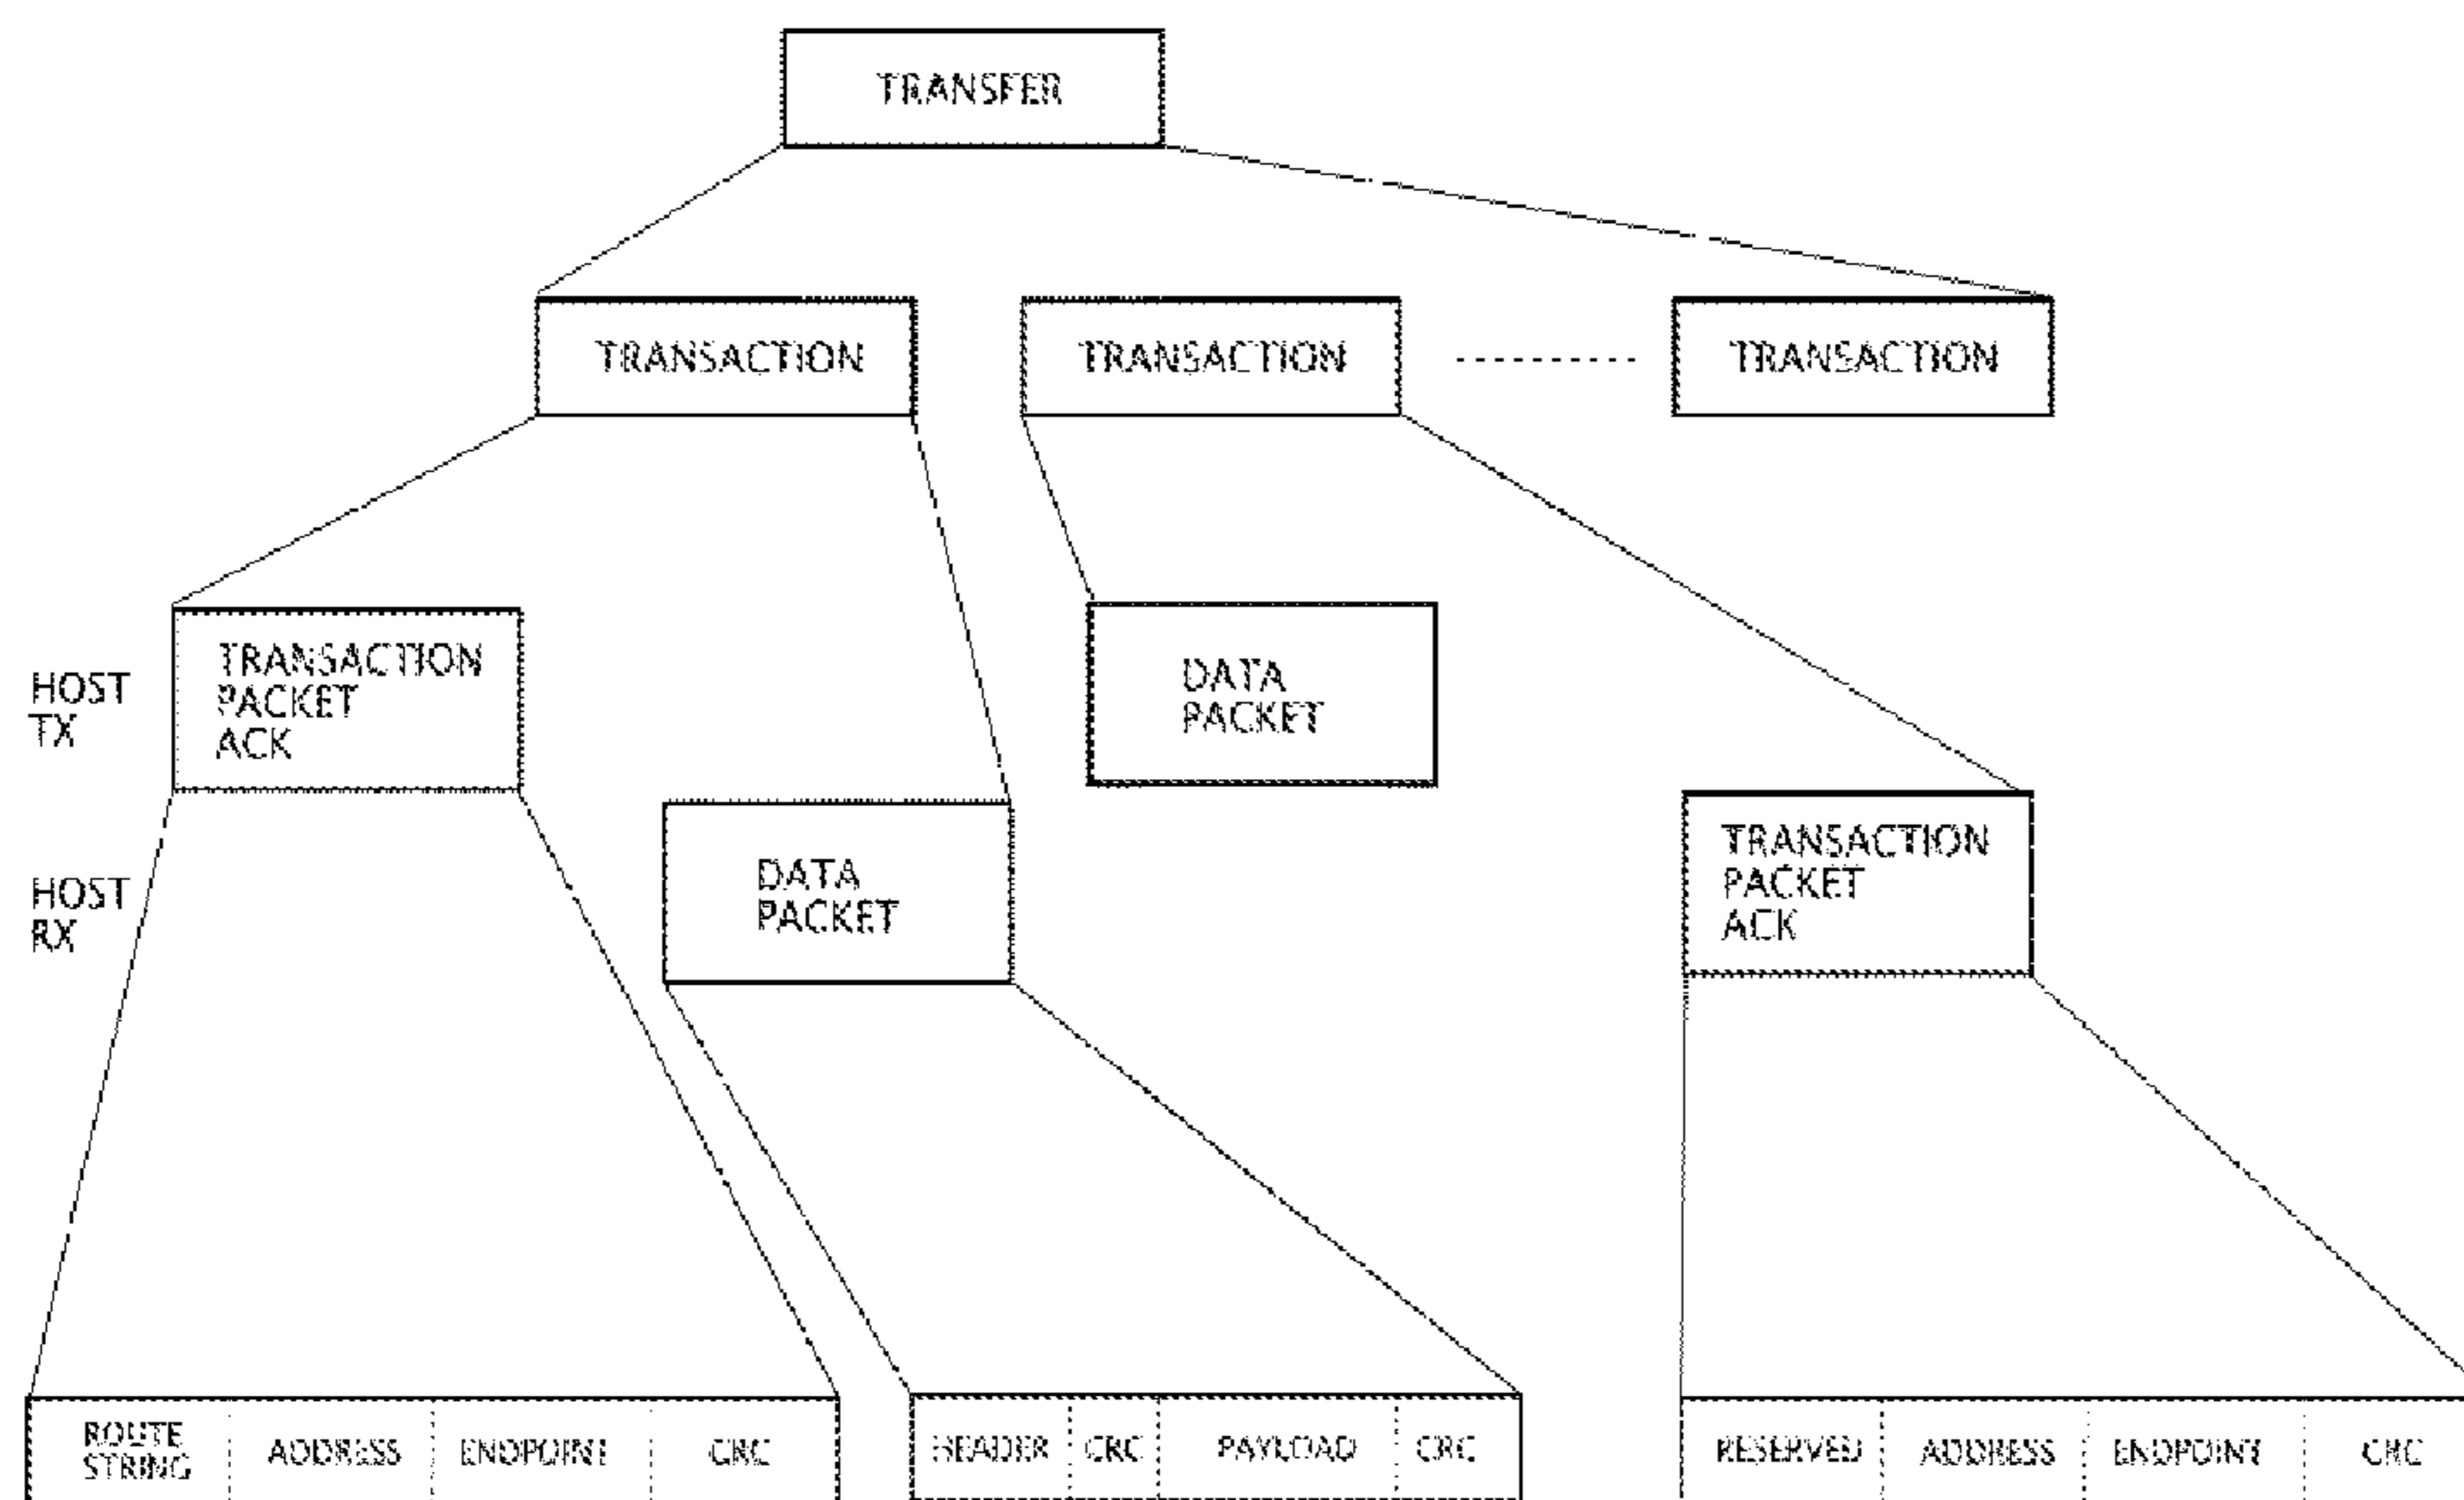 TRANSFER
TRANSACTION
TRANSACTION
TRANSACTION
HOST
TX
TRANSACTION
PACKET
ACK
DATA
PACKET
HOST
RX
DATA
PACKET
TRANSACTION
PACKET
ACK
ROUTE
STRING
ADDRESS
ENDPOINT
CRC
HEADER
CRC
PAYLOAD
CRC
RESERVED
ADDRESS
ENDPOINT
CRC